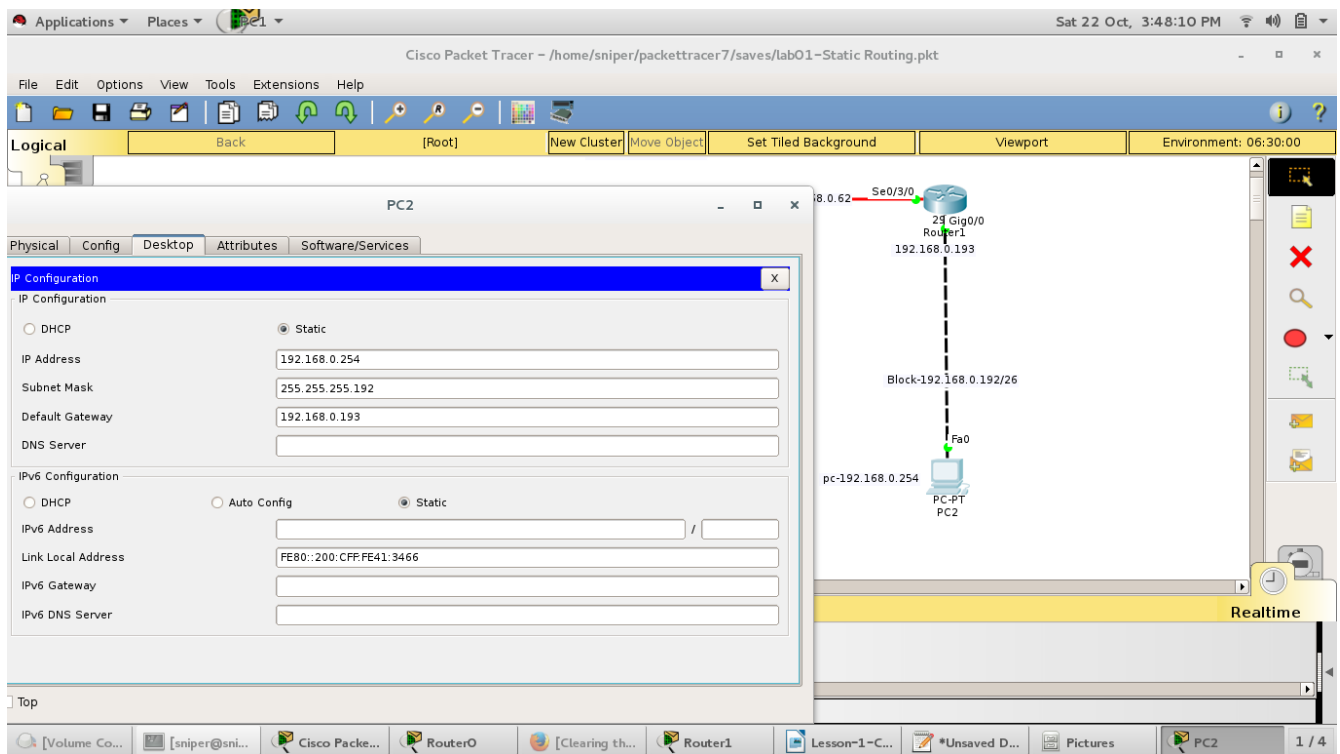 Applications Places PC1 Sat 22 Oct, 3:48:10 PM
Cisco Packet Tracer – /home/sniper/packettracer7/saves/lab01–Static Routing.pkt
File Edit Options View Tools Extensions Help
Logical Back [Root] New Cluster Move Object Set Tiled Background Viewport Environment: 06:30:00
PC2
Physical Config Desktop Attributes Software/Services
IP Configuration X
IP Configuration
DHCP Static
IP Address 192.168.0.254
Subnet Mask 255.255.255.192
Default Gateway 192.168.0.193
DNS Server
IPv6 Configuration
DHCP Auto Config Static
IPv6 Address /
Link Local Address FE80::200:CFF:FE41:3466
IPv6 Gateway
IPv6 DNS Server
Top
8.0.62 Se0/3/0
29 Gig0/0
Router1
192.168.0.193
Block-192.168.0.192/26
Fa0
pc-192.168.0.254
PC-PT
PC2
Realtime
[Volume Co... [sniper@sni... Cisco Packe... Router0 [Clearing th... Router1 Lesson-1-C... *Unsaved D... Pictures PC2 1 / 4